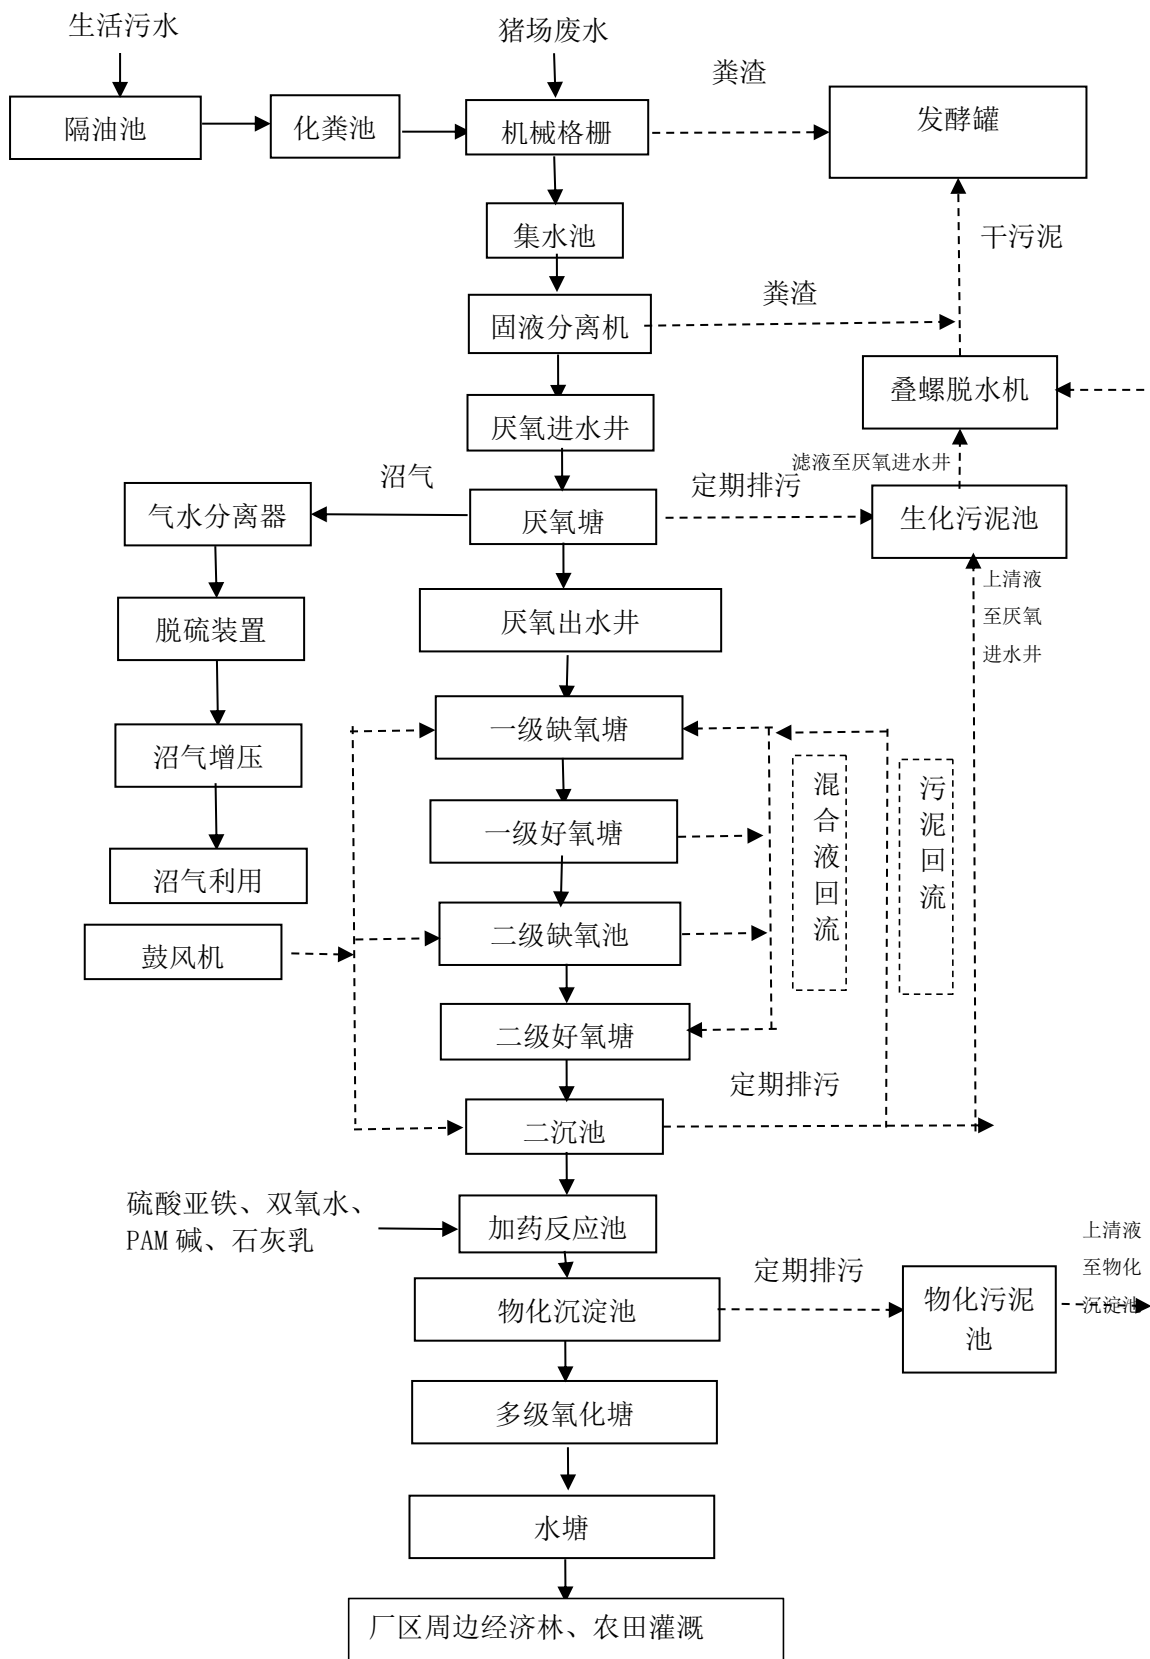 生活污水
猪场废水
粪渣
隔油池
化粪池
机械格栅
发酵罐
集水池
干污泥
粪渣
固液分离机
叠螺脱水机
厌氧进水井
滤液至厌氧进水井
沼气
定期排污
气水分离器
厌氧塘
生化污泥池
上清液
至厌氧
进水井
脱硫装置
厌氧出水井
一级缺氧塘
沼气增压
混合液回流
污泥回流
一级好氧塘
沼气利用
二级缺氧池
鼓风机
二级好氧塘
定期排污
二沉池
硫酸亚铁、双氧水、
PAM 碱、石灰乳
加药反应池
上清液
至物化
沉淀池
定期排污
物化沉淀池
物化污泥
池
多级氧化塘
水塘
厂区周边经济林、农田灌溉